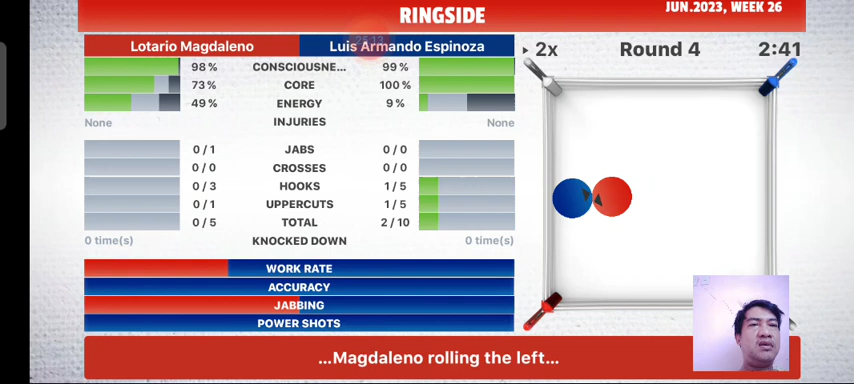 RINGSIDE
JUN.2023, WEEK 26
Lotario Magdaleno Luis Armando Espinoza
2x Round 4 2:41
98% CONSCIOUSNE... 99%
73% CORE 100%
49% ENERGY 9%
None INJURIES None
0 / 1 JABS 0 / 0
0 / 0 CROSSES 0 / 0
0 / 3 HOOKS 1 / 5
0 / 1 UPPERCUTS 1 / 5
0 / 5 TOTAL 2 / 10
0 time(s) KNOCKED DOWN 0 time(s)
WORK RATE
ACCURACY
JABBING
POWER SHOTS
...Magdaleno rolling the left...